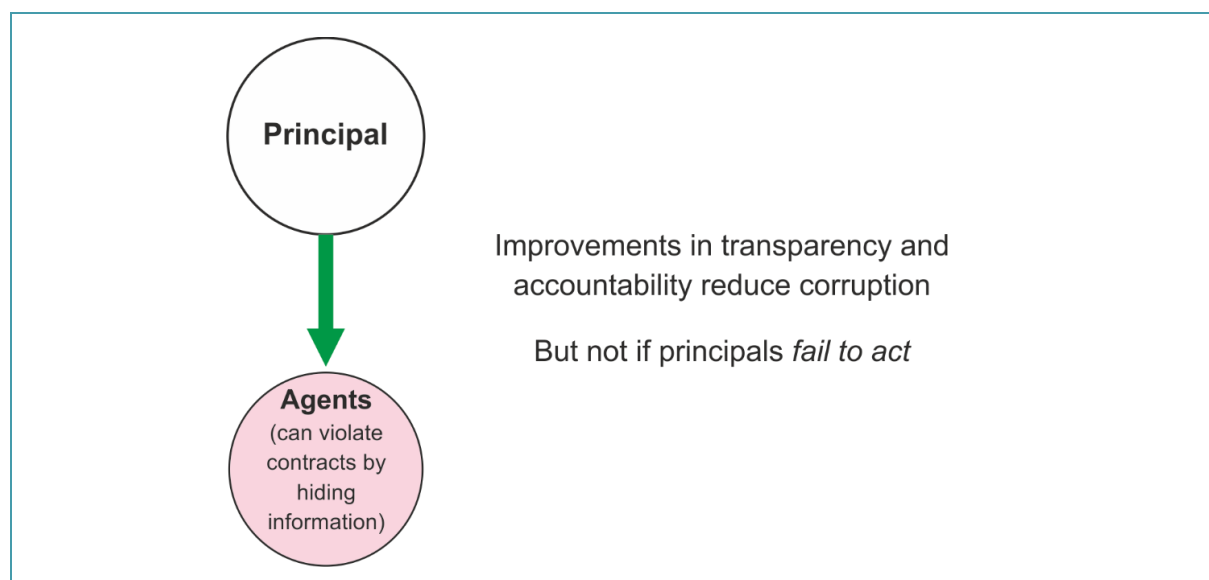 Principal
Improvements in transparency and
accountability reduce corruption
But not if principals fail to act
Agents
(can violate
contracts by
hiding
information)